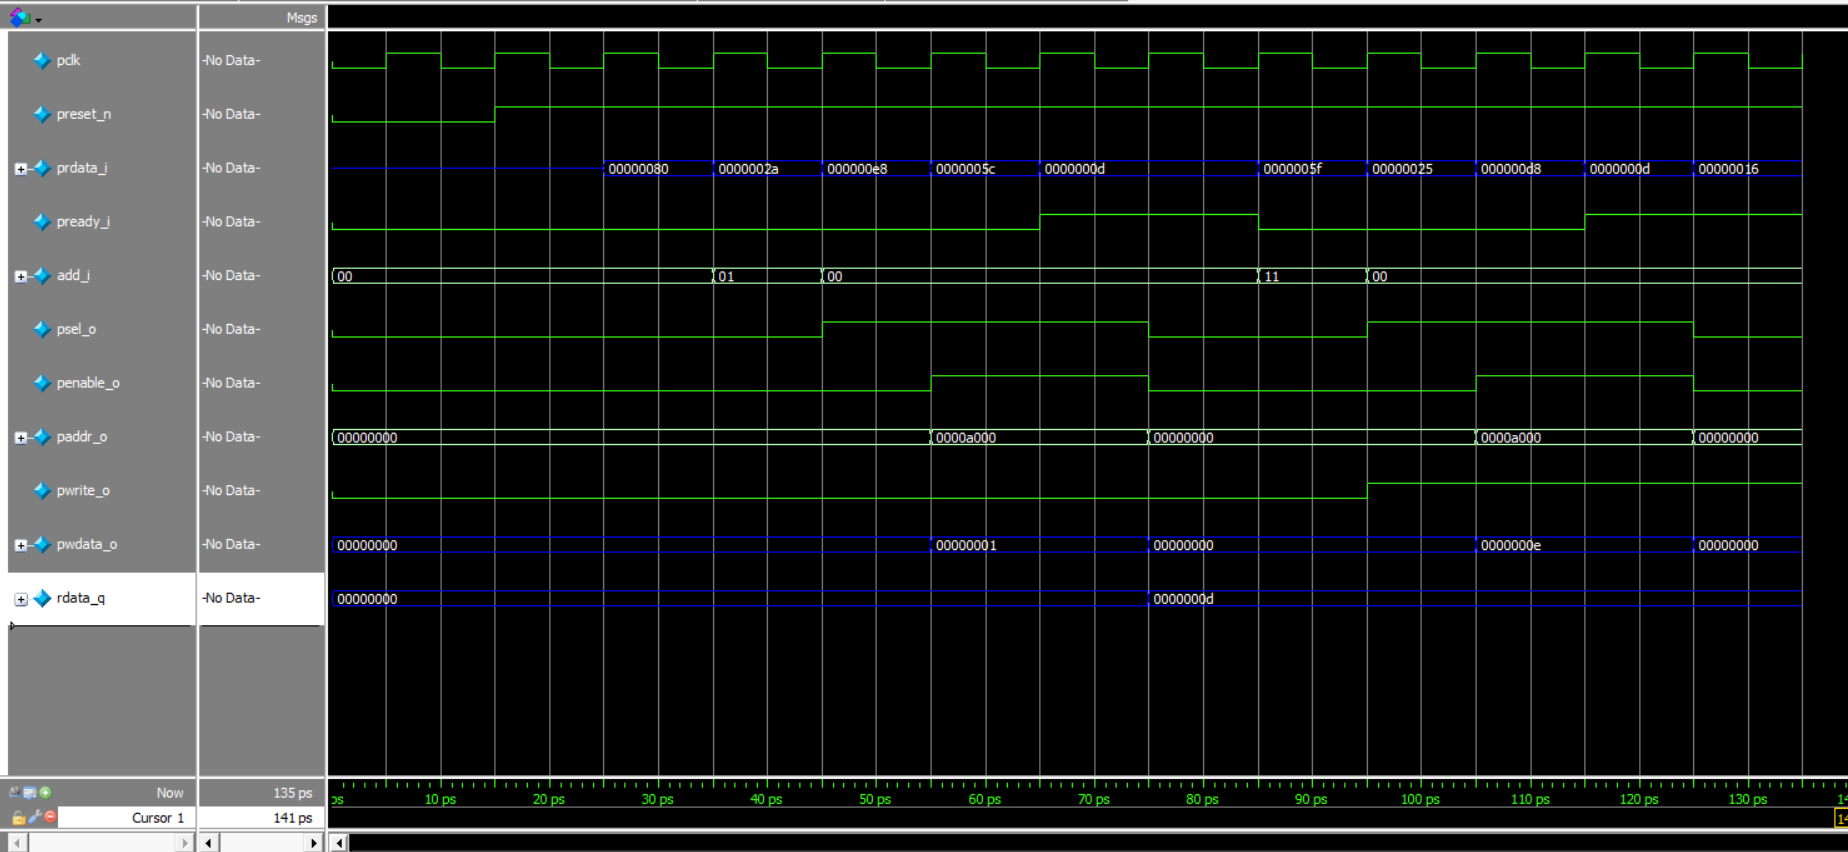 Msgs
pclk -No Data-
preset_n -No Data-
prdata_i -No Data- 00000080 0000002a 000000e8 0000005c 0000000d 0000005f 00000025 000000d8 0000000d 00000016
pready_i -No Data-
add_i -No Data- 00 01 00 11 00
psel_o -No Data-
penable_o -No Data-
paddr_o -No Data- 00000000 0000a000 00000000 0000a000 00000000
pwrite_o -No Data-
pwdata_o -No Data- 00000000 00000001 00000000 0000000e 00000000
rdata_q -No Data- 00000000 0000000d
Now 135 ps ps 10 ps 20 ps 30 ps 40 ps 50 ps 60 ps 70 ps 80 ps 90 ps 100 ps 110 ps 120 ps 130 ps 14
Cursor 1 141 ps 14